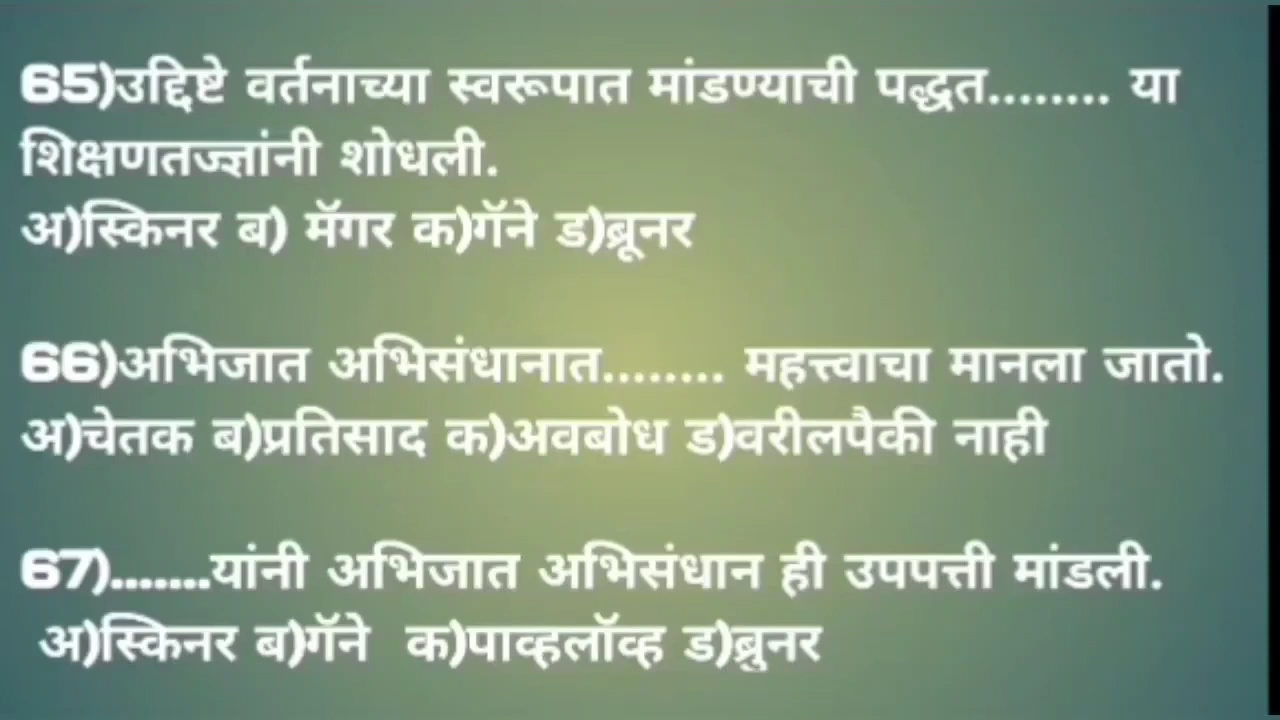 65)उद्दिष्टे वर्तनाच्या स्वरूपात मांडण्याची पद्धत........ या
शिक्षणतज्ज्ञांनी शोधली.
अ)स्किनर ब) मॅगर क)गॅने ड)ब्रूनर
66)अभिजात अभिसंधानात........ महत्त्वाचा मानला जातो.
अ)चेतक ब)प्रतिसाद क)अवबोध ड)वरीलपैकी नाही
67).......यांनी अभिजात अभिसंधान ही उपपत्ती मांडली.
अ)स्किनर ब)गॅने क)पाव्हलॉव्ह ड)ब्रुनर